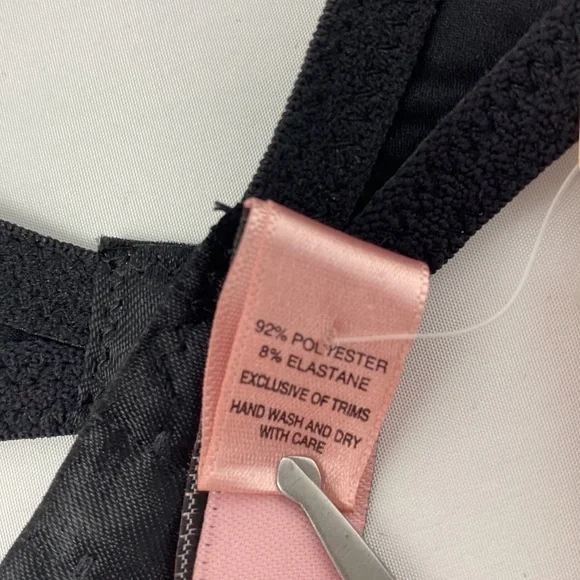 92% POLYESTER
8% ELASTANE
EXCLUSIVE OF TRIMS
HAND WASH AND DRY
WITH CARE